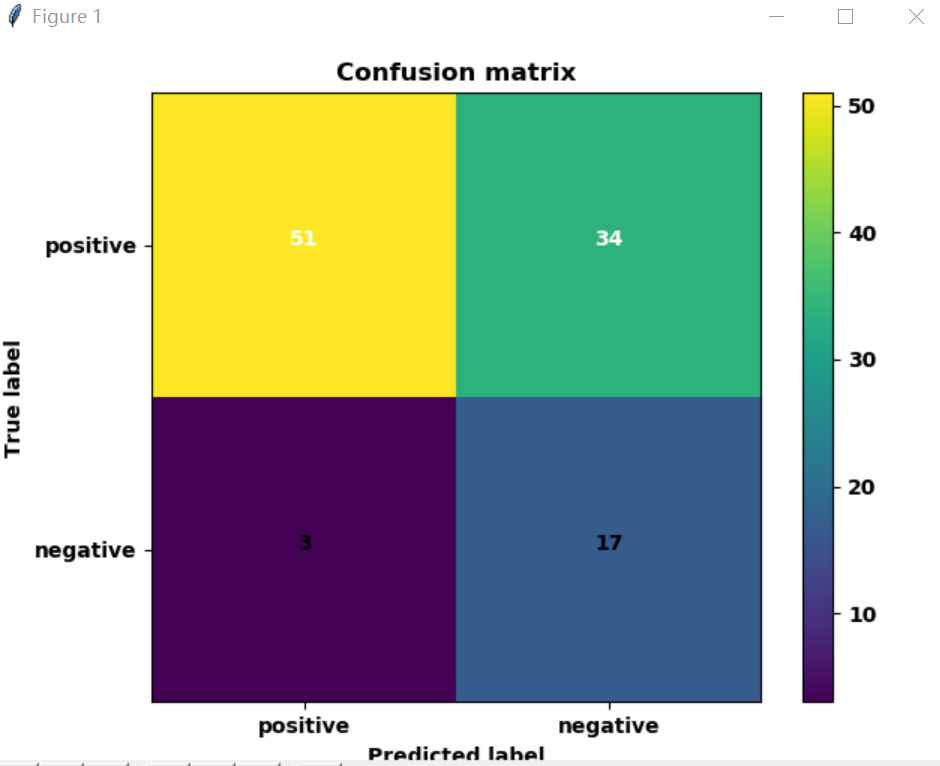 Figure 1
Confusion matrix
True label
positive
negative
51
34
3
17
positive
negative
Predicted label
50
40
30
20
10